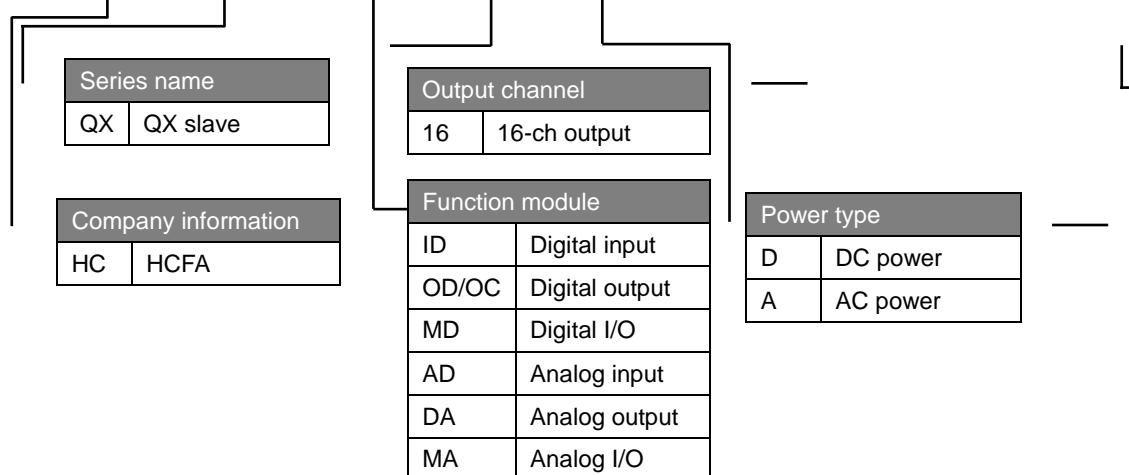 Series name
QX QX slave
Company information
HC HCFA
Output channel
16 16-ch output
Function module
ID Digital input
OD/OC Digital output
MD Digital I/O
AD Analog input
DA Analog output
MA Analog I/O
Power type
D DC power
A AC power